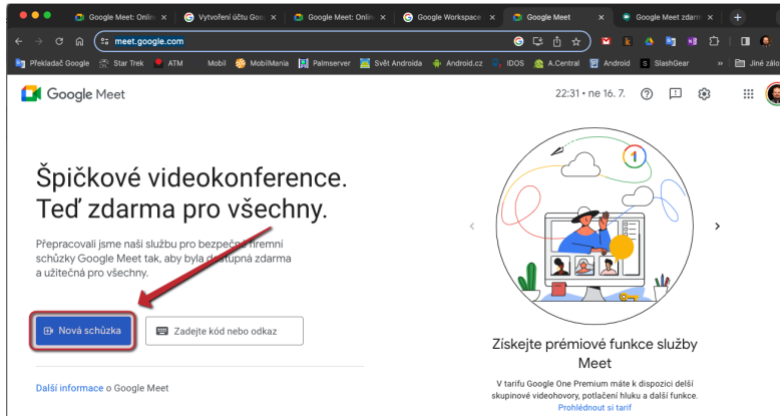 Google Meet: Onlin
Vytvoření účtu Goo
Google Meet: Onlin
Google Workspace
Google Meet
Google Meet zdarm
meet.google.com
Překladač Google
Star Trek
ATM
Mobil
MobilMania
Palmserver
Svět Androida
Android.cz
IDOS
A.Central
Android
S SlashGear
»
Jiné zálo
Google Meet
22:31 • ne 16. 7.
Špičkové videokonference.
Teď zdarma pro všechny.
Přepracovali jsme naši službu pro bezpečné firemní
schůzky Google Meet tak, aby byla dostupná zdarma
a užitečná pro všechny.
Nová schůzka
Zadejte kód nebo odkaz
Další informace o Google Meet
1
Získejte prémiové funkce služby
Meet
V tarifu Google One Premium máte k dispozici delší
skupinové videohovory, potlačení hluku a další funkce.
Prohlédnout si tarif